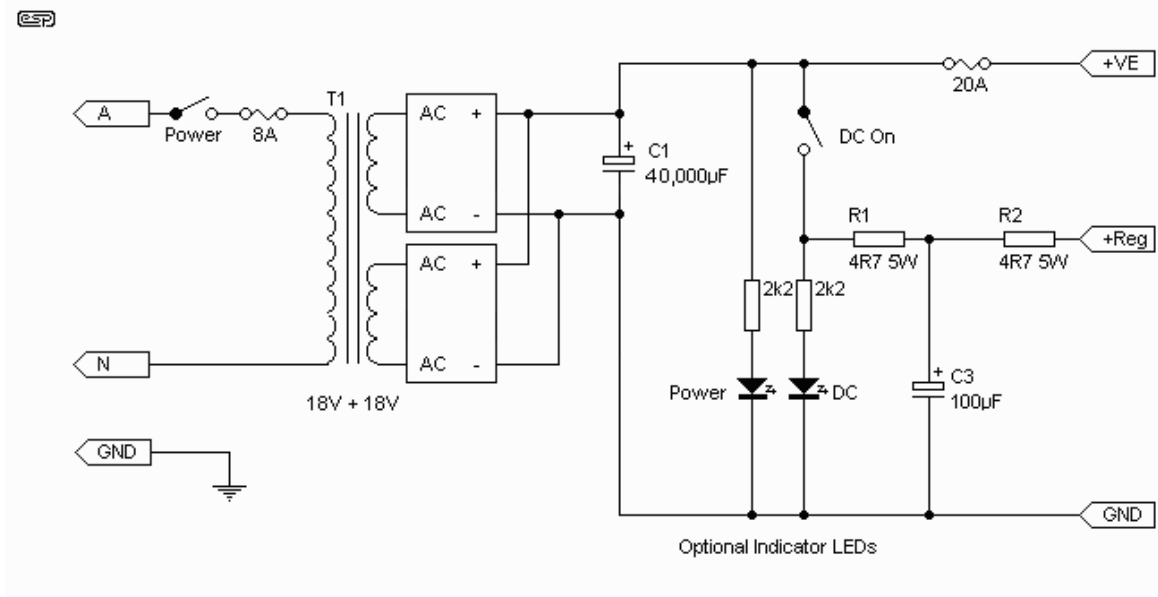 esp
A
Power
8A
T1
AC +
AC -
AC +
AC -
18V + 18V
N
GND
+
C1
40,000µF
20A
+VE
DC On
R1
4R7 5W
R2
4R7 5W
+Reg
2k2
2k2
Power
DC
+
C3
100µF
GND
Optional Indicator LEDs